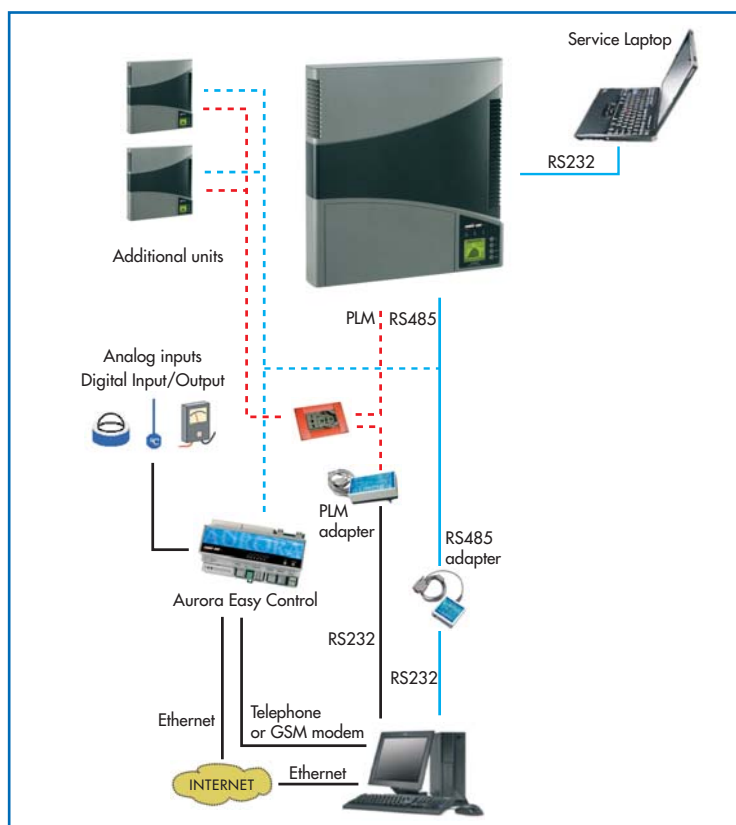 Service Laptop
RS232
Additional units
PLM
RS485
Analog inputs
Digital Input/Output
°C
PLM
adapter
RS485
adapter
AURORA
Aurora Easy Control
RS232
RS232
Ethernet
Telephone
or GSM modem
INTERNET
Ethernet